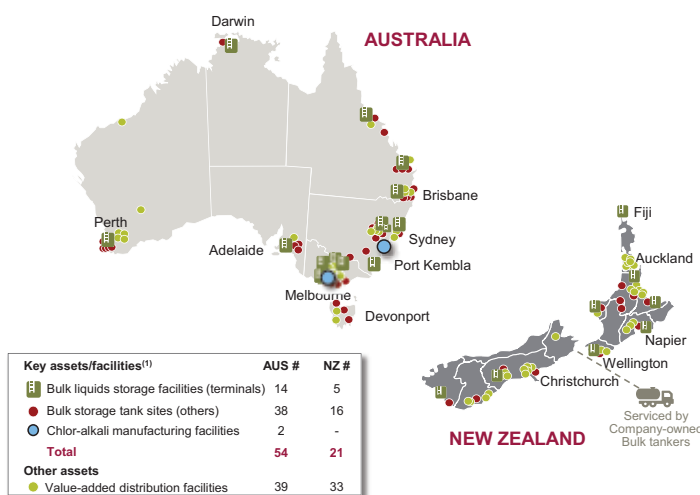 Darwin
AUSTRALIA
Brisbane
Perth
Adelaide
Sydney
Port Kembla
Melbourne
Devonport
Fiji
Auckland
Napier
Wellington
Christchurch
Serviced by
Company-owned
Bulk tankers
NEW ZEALAND
Key assets/facilities(1) AUS # NZ #
Bulk liquids storage facilities (terminals) 14 5
Bulk storage tank sites (others) 38 16
Chlor-alkali manufacturing facilities 2 -
Total 54 21
Other assets
Value-added distribution facilities 39 33